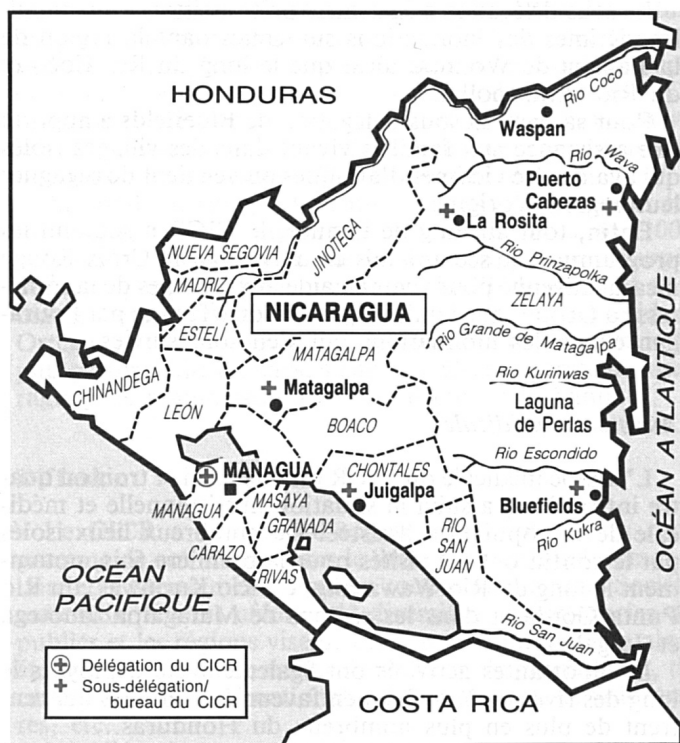 HONDURAS
Rio Coco
Waspan
Rio Wava
Puerto
Cabezas
La Rosita
JINOTEGA
NUEVA SEGOVIA
MADRIZ
Rio Prinzapolka
ZELAYA
NICARAGUA
ESTELÍ
MATAGALPA
Rio Grande de Matagalpa
CHINANDEGA
Rio Kurinwas
Matagalpa
LEÓN
Laguna
de Perlas
BOACO
Rio Escondido
CHONTALES
MANAGUA
Juigalpa
Bluefields
MANAGUA
MASAYA
GRANADA
RIO
SAN
JUAN
Rio Kukra
CARAZO
RIVAS
OCÉAN
PACIFIQUE
OCÉAN ATLANTIQUE
Rio San Juan
Délégation du CICR
Sous-délégation/
bureau du CICR
COSTA RICA